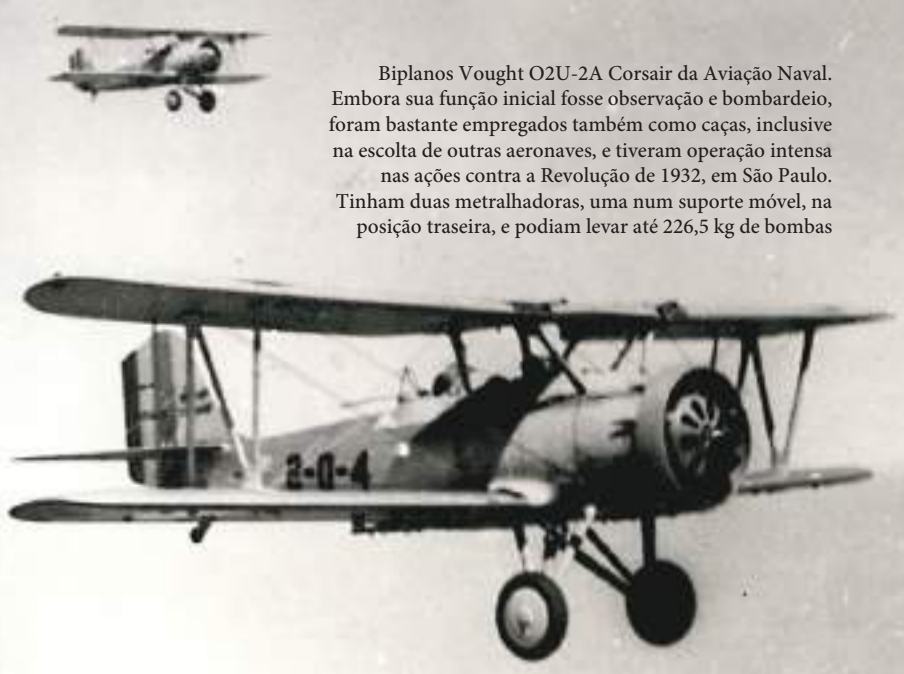 Biplanos Vought O2U-2A Corsair da Aviação Naval.
Embora sua função inicial fosse observação e bombardeio,
foram bastante empregados também como caças, inclusive
na escolta de outras aeronaves, e tiveram operação intensa
nas ações contra a Revolução de 1932, em São Paulo.
Tinham duas metralhadoras, uma num suporte móvel, na
posição traseira, e podiam levar até 226,5 kg de bombas
2-O-4